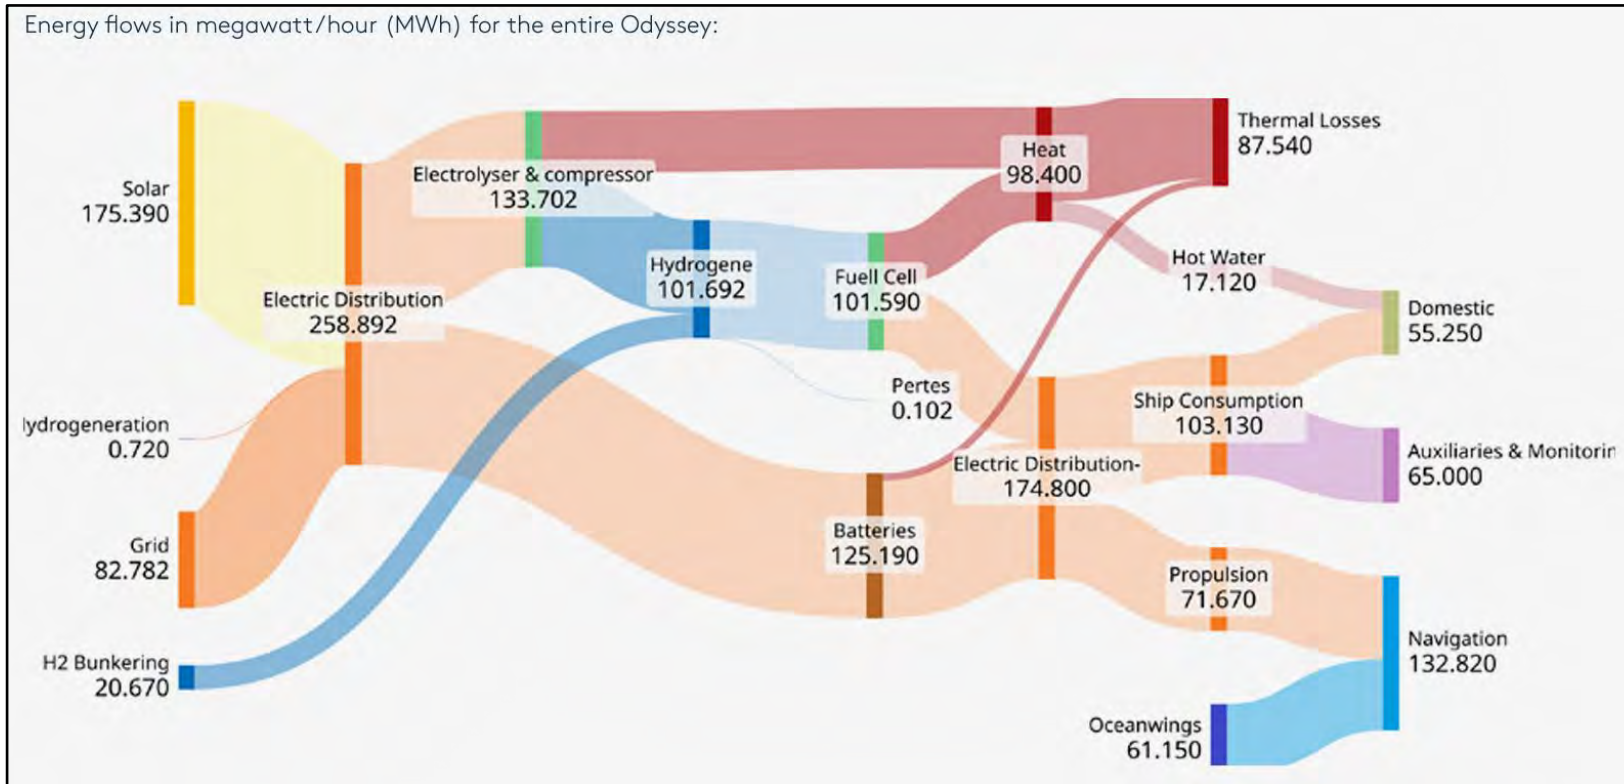 Energy flows in megawatt/hour (MWh) for the entire Odyssey:
Solar
175.390
Electric Distribution
258.892
ydrogeneration
0.720
Grid
82.782
H2 Bunkering
20.670
Electrolyser & compressor
133.702
Hydrogene
101.692
Fuell Cell
101.590
Pertes
0.102
Batteries
125.190
Heat
98.400
Electric Distribution-
174.800
Thermal Losses
87.540
Hot Water
17.120
Ship Consumption
103.130
Propulsion
71.670
Oceanwings
61.150
Domestic
55.250
Auxiliaries & Monitorin
65.000
Navigation
132.820